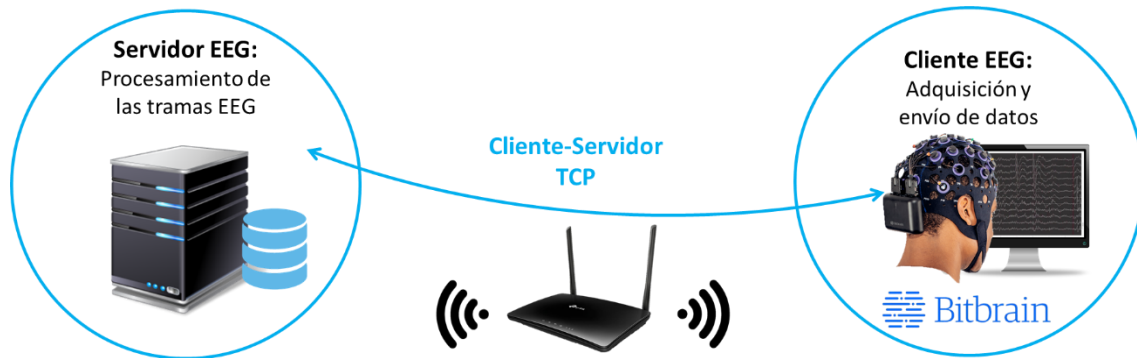 Servidor EEG:
Procesamiento de
las tramas EEG
Cliente-Servidor
TCP
Cliente EEG:
Adquisición y
envío de datos
Bitbrain